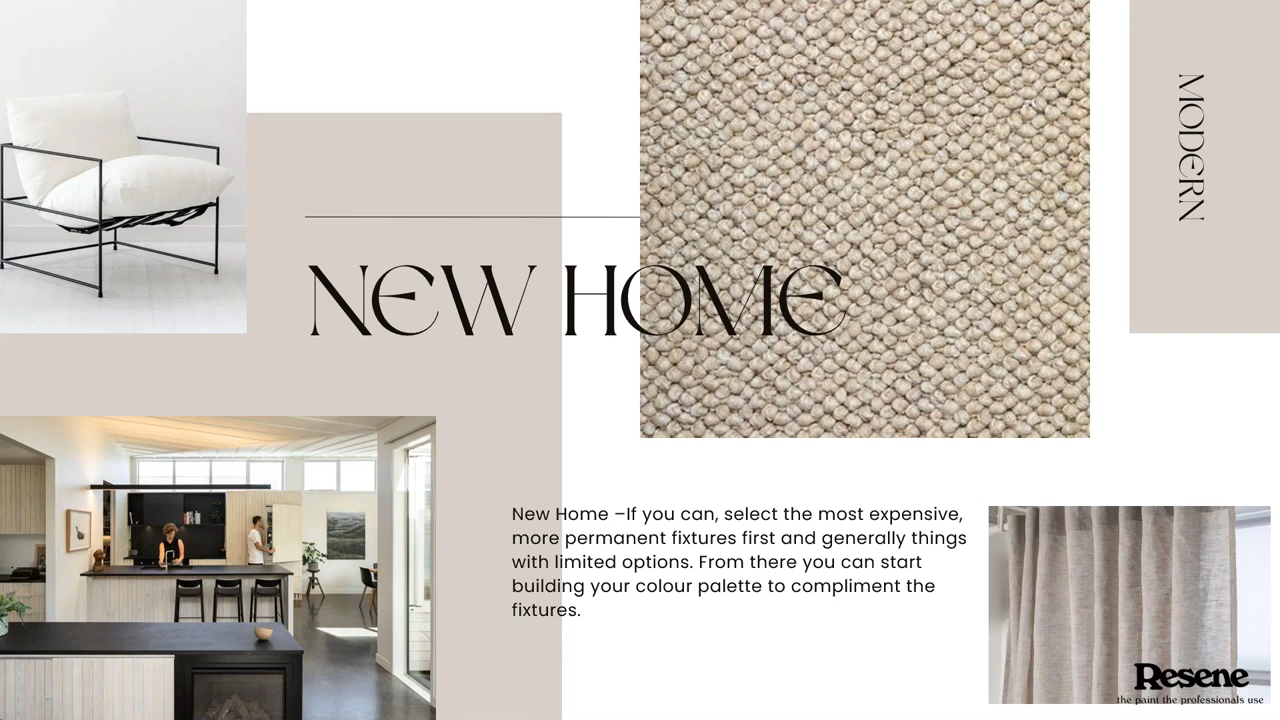 MODERN
NEW HOME
New Home –If you can, select the most expensive,
more permanent fixtures first and generally things
with limited options. From there you can start
building your colour palette to compliment the
fixtures.
Resene
the paint the professionals use